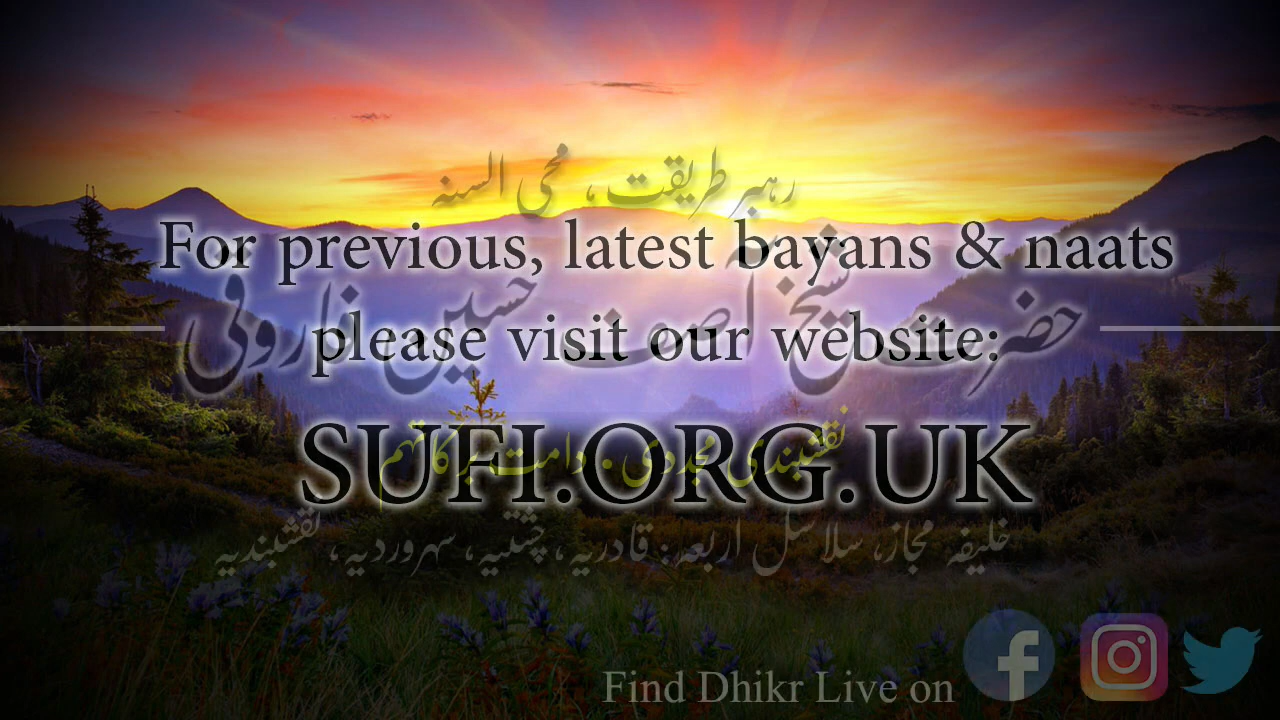 رہبر طریقت، محی السنہ
For previous, latest bayans & naats
حضرت شیخ آصف حسین فاروقی
please visit our website:
نقشبندی مجددی . دامت برکاتہم
SUFI.ORG.UK
خلیفہ مجاز، سلاسل اربعہ: قادریہ، چشتیہ، سہروردیہ، نقشبندیہ
Find Dhikr Live on